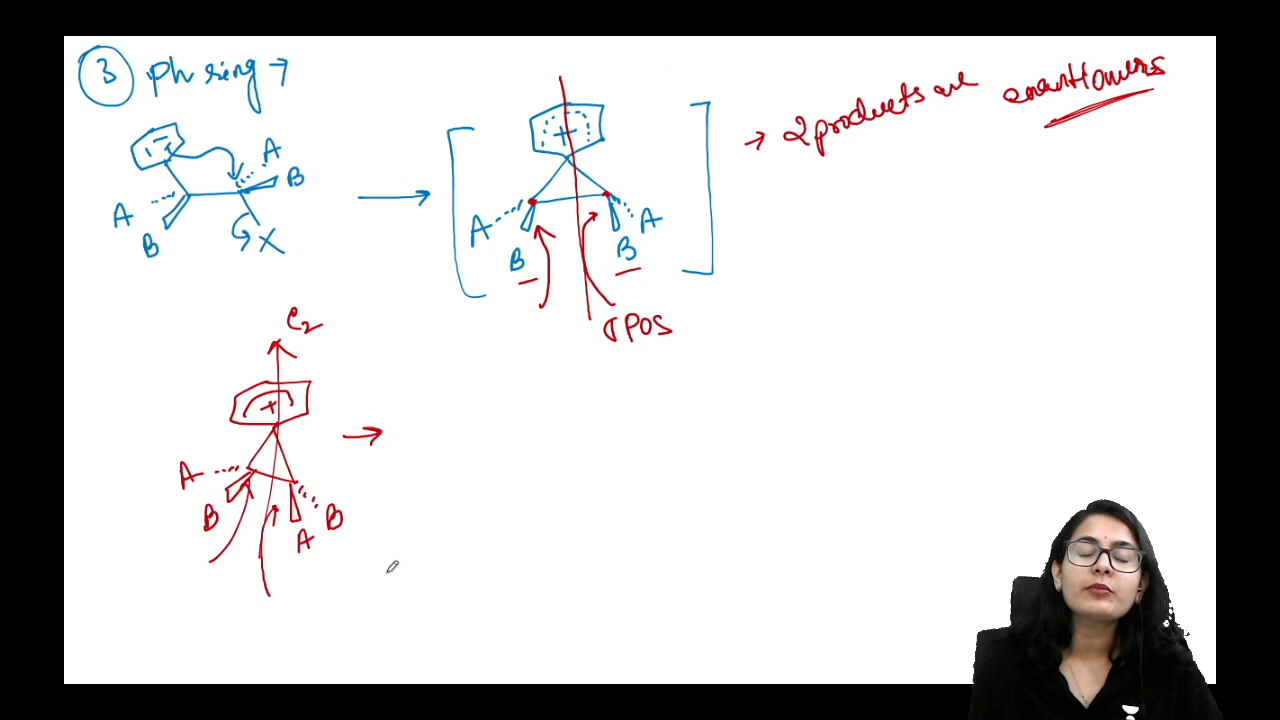 3 Ph ring →
→ 2 products are enantiomers
A
B
A
B
X
+
A
B
B
A
σ POS
C2
+
A
B
A
B